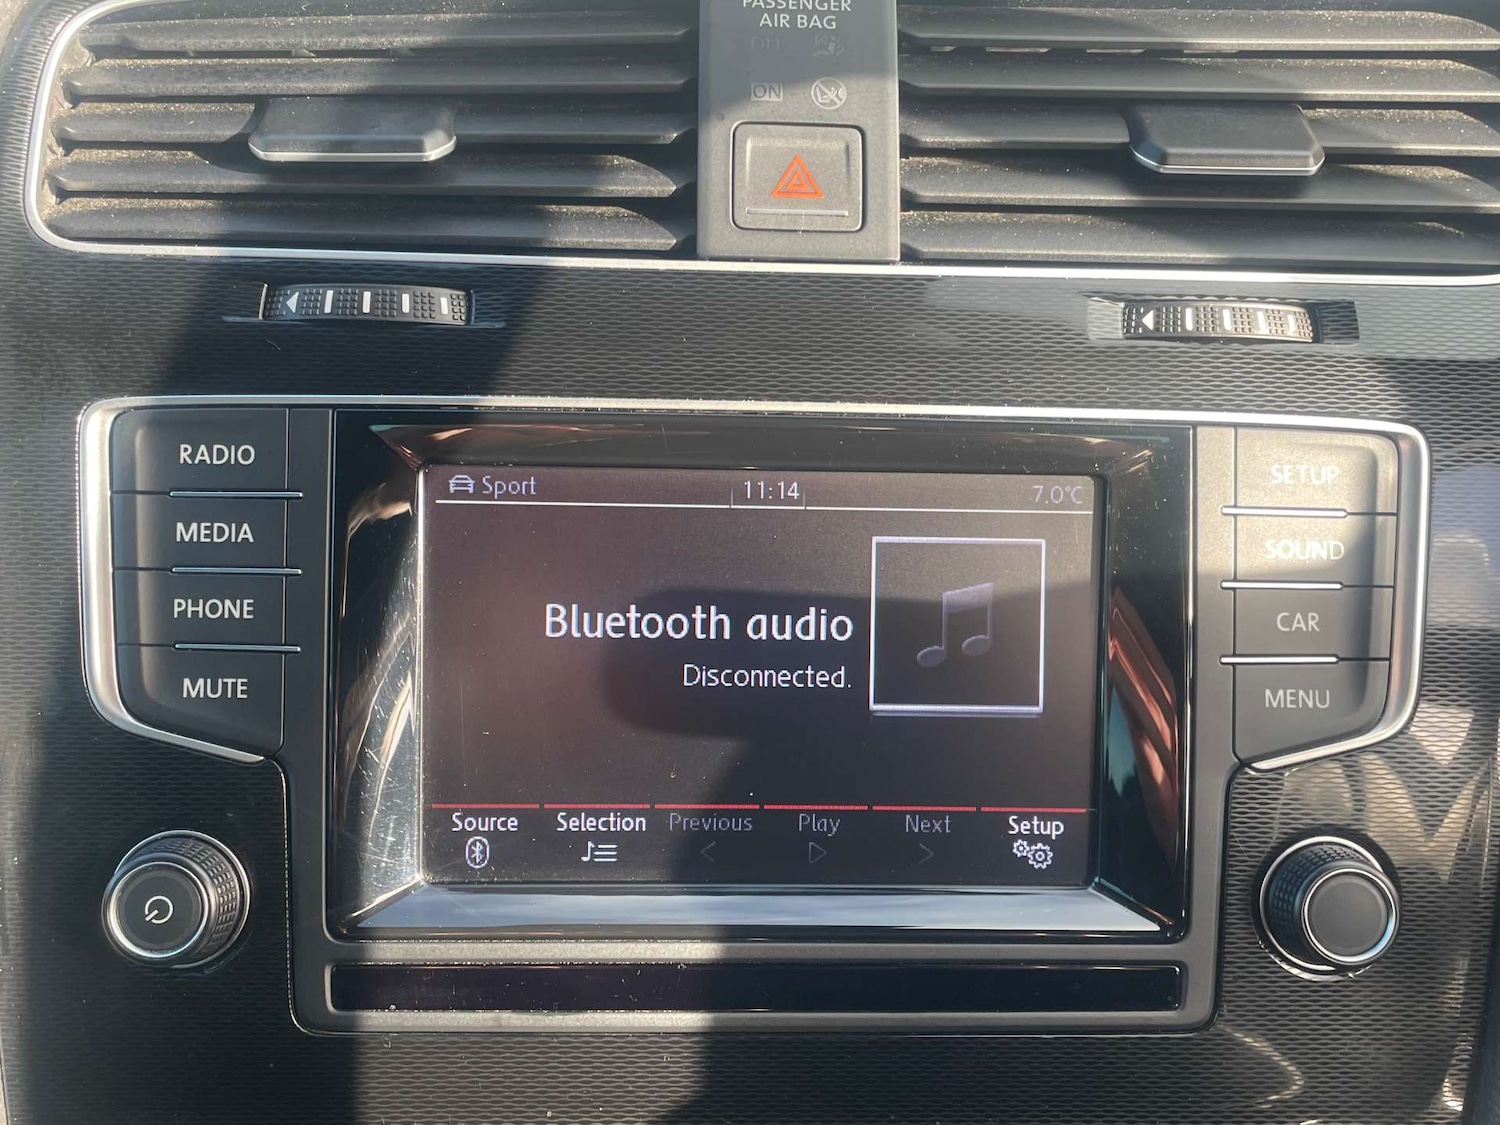 PASSENGER
AIR BAG
OFF
ON
RADIO
MEDIA
PHONE
MUTE
Sport 11:14 7.0°C
Bluetooth audio
Disconnected.
Source Selection Previous Play Next Setup
SETUP
SOUND
CAR
MENU